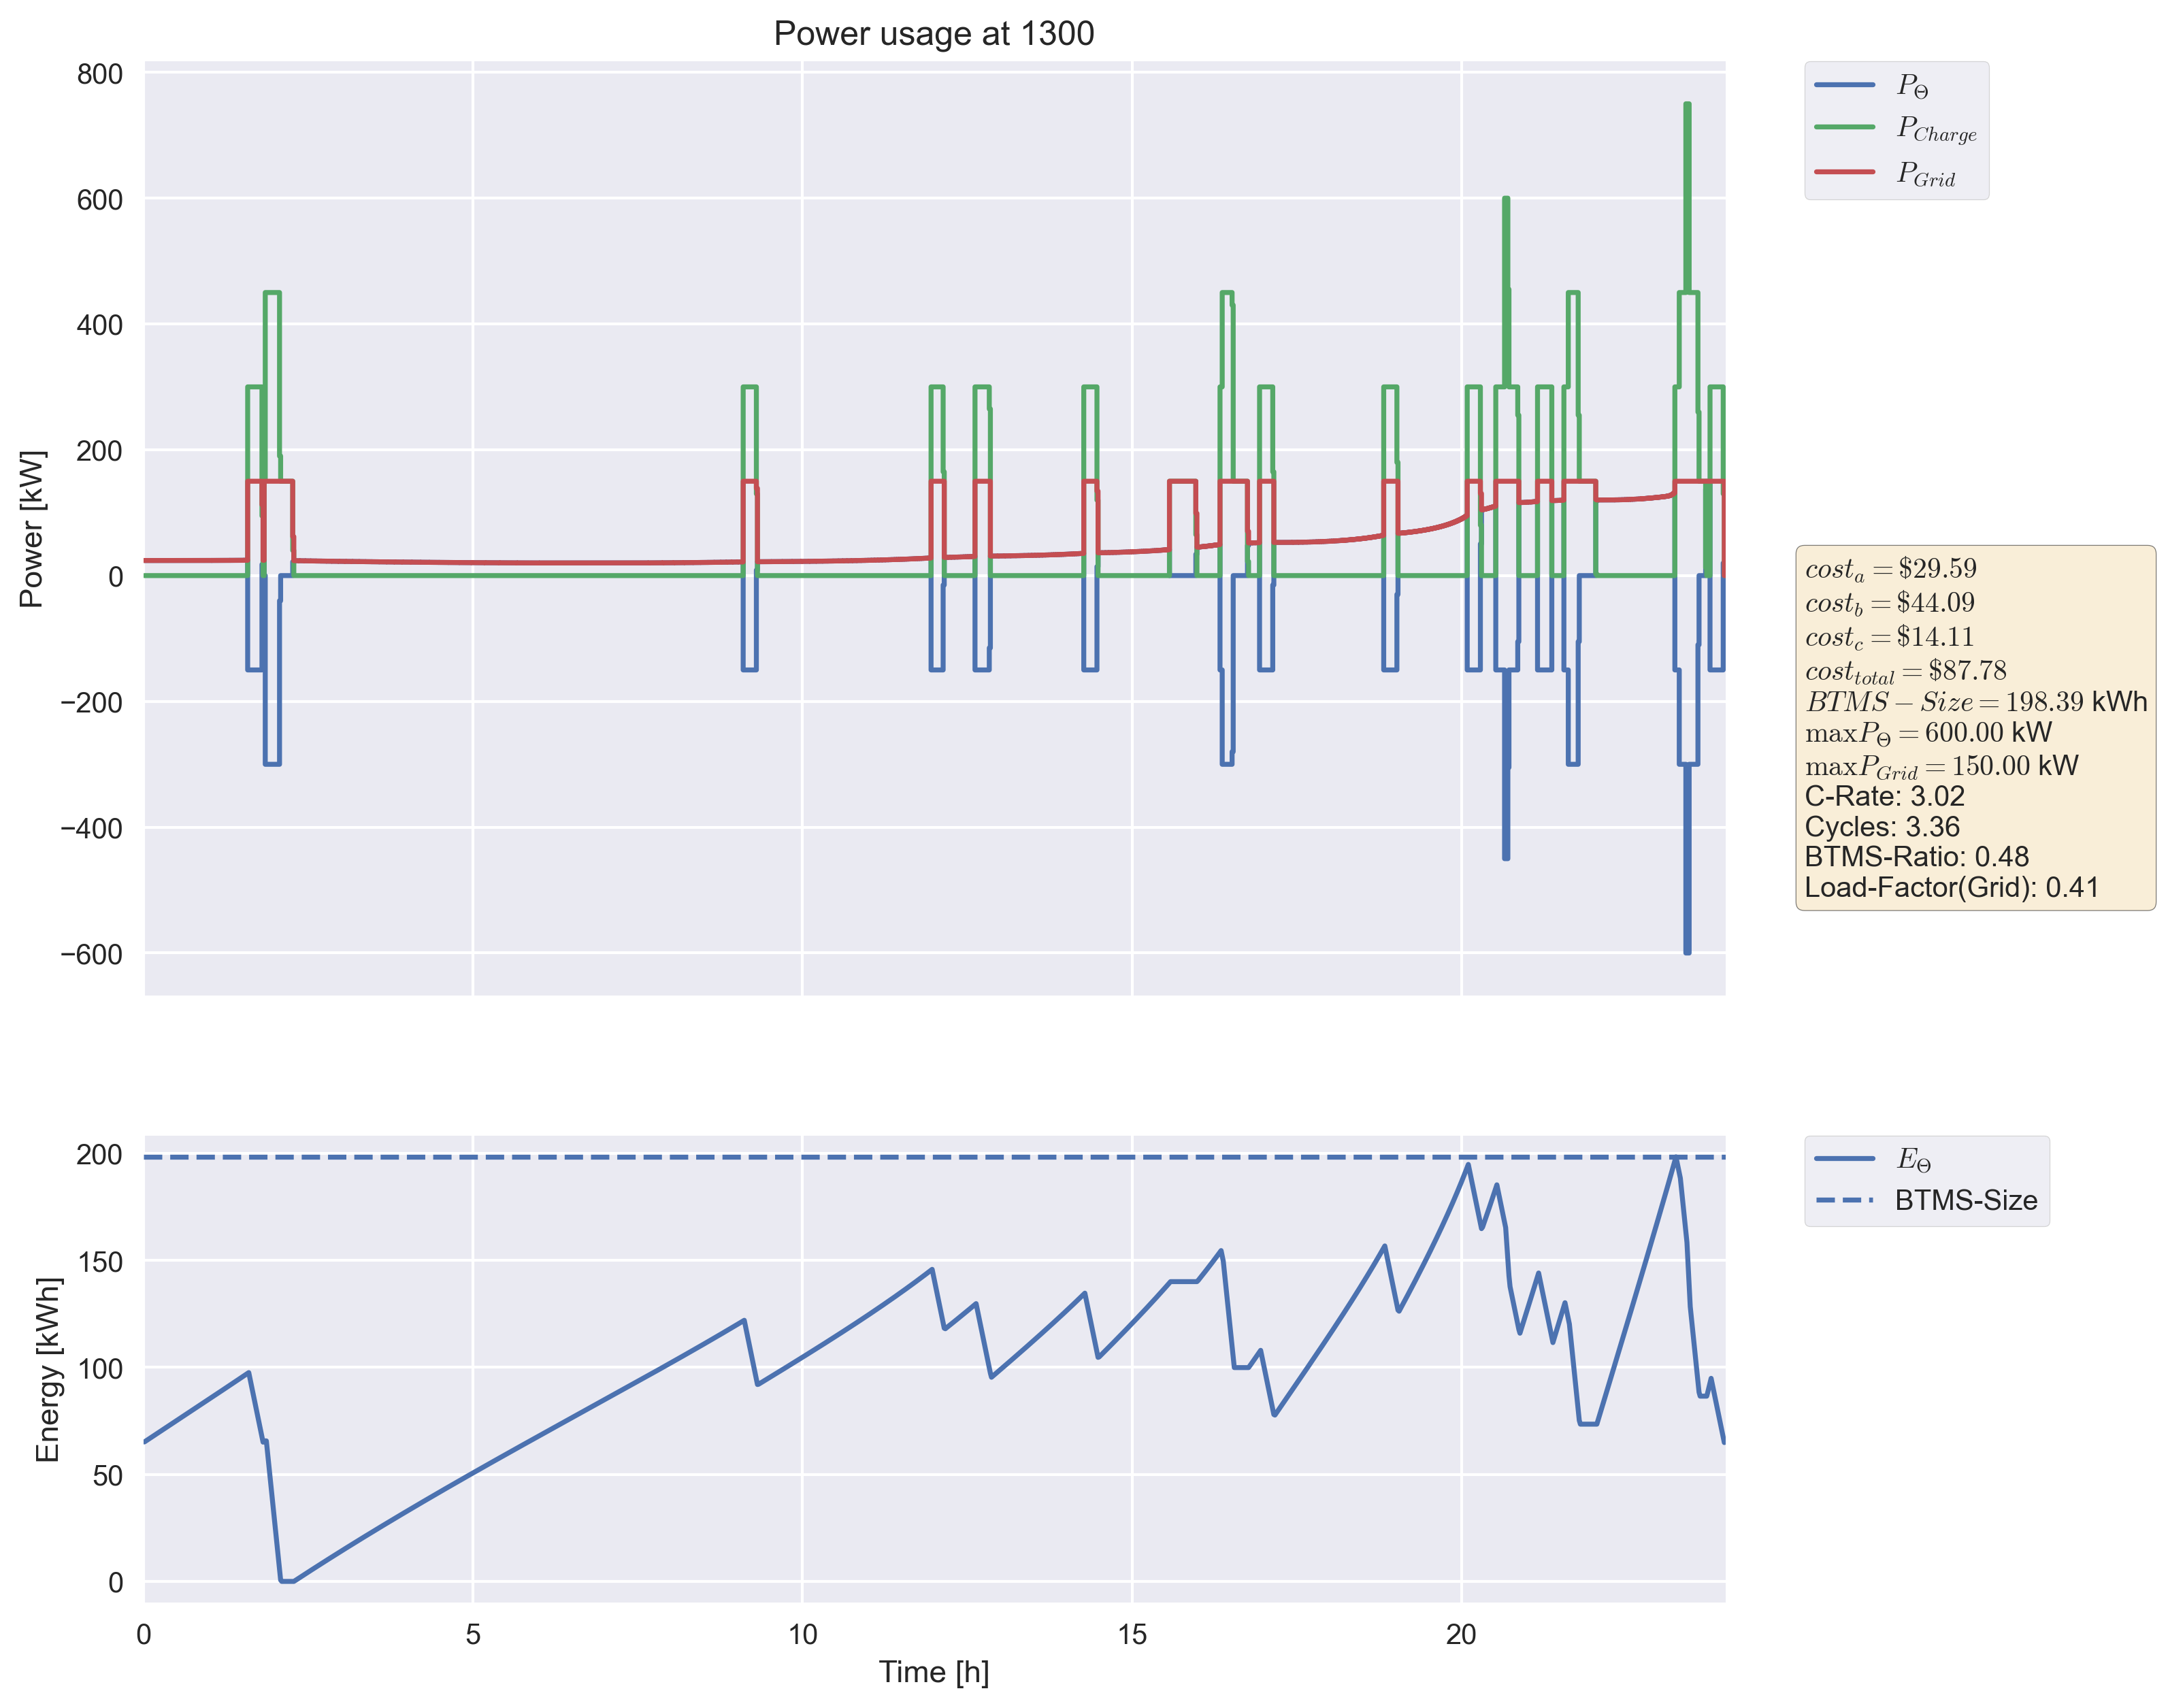 Power usage at 1300
800
600
400
200
0
−200
−400
−600
Power [kW]
P_Θ
P_Charge
P_Grid
cost_a = $29.59
cost_b = $44.09
cost_c = $14.11
cost_total = $87.78
BTMS − Size = 198.39 kWh
max P_Θ = 600.00 kW
max P_Grid = 150.00 kW
C-Rate: 3.02
Cycles: 3.36
BTMS-Ratio: 0.48
Load-Factor(Grid): 0.41
200
150
100
50
0
Energy [kWh]
E_Θ
BTMS-Size
0 5 10 15 20
Time [h]